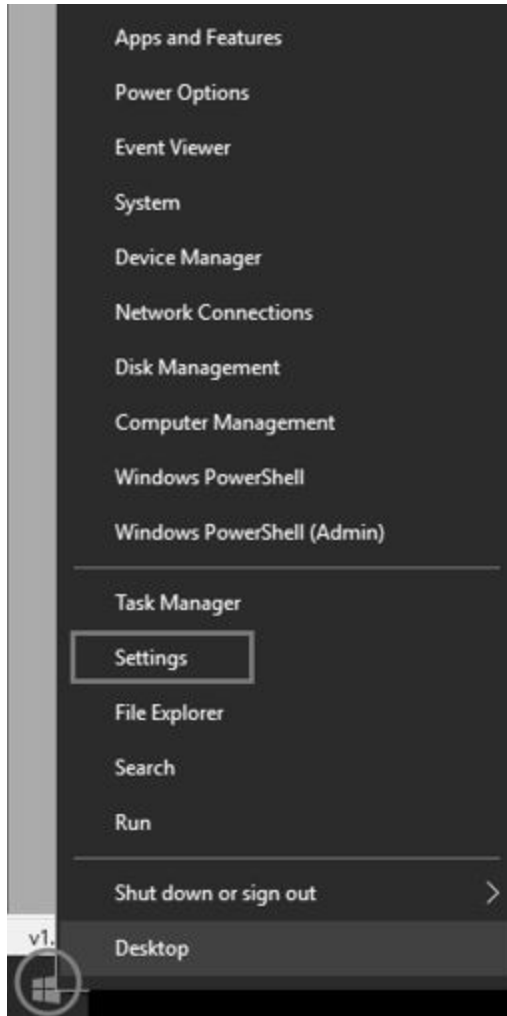 Apps and Features
Power Options
Event Viewer
System
Device Manager
Network Connections
Disk Management
Computer Management
Windows PowerShell
Windows PowerShell (Admin)
Task Manager
Settings
File Explorer
Search
Run
Shut down or sign out
v1.
Desktop